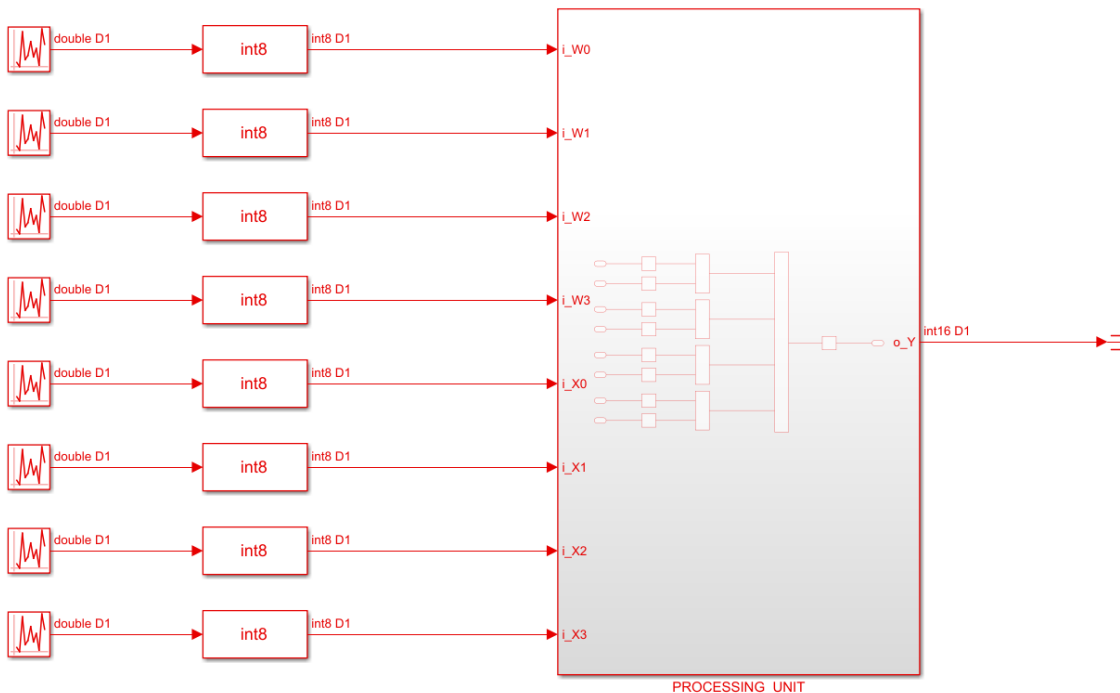 double D1 int8 int8 D1 i_W0
double D1 int8 int8 D1 i_W1
double D1 int8 int8 D1 i_W2
double D1 int8 int8 D1 i_W3
int16 D1
o_Y
double D1 int8 int8 D1 i_X0
double D1 int8 int8 D1 i_X1
double D1 int8 int8 D1 i_X2
double D1 int8 int8 D1 i_X3
PROCESSING_UNIT